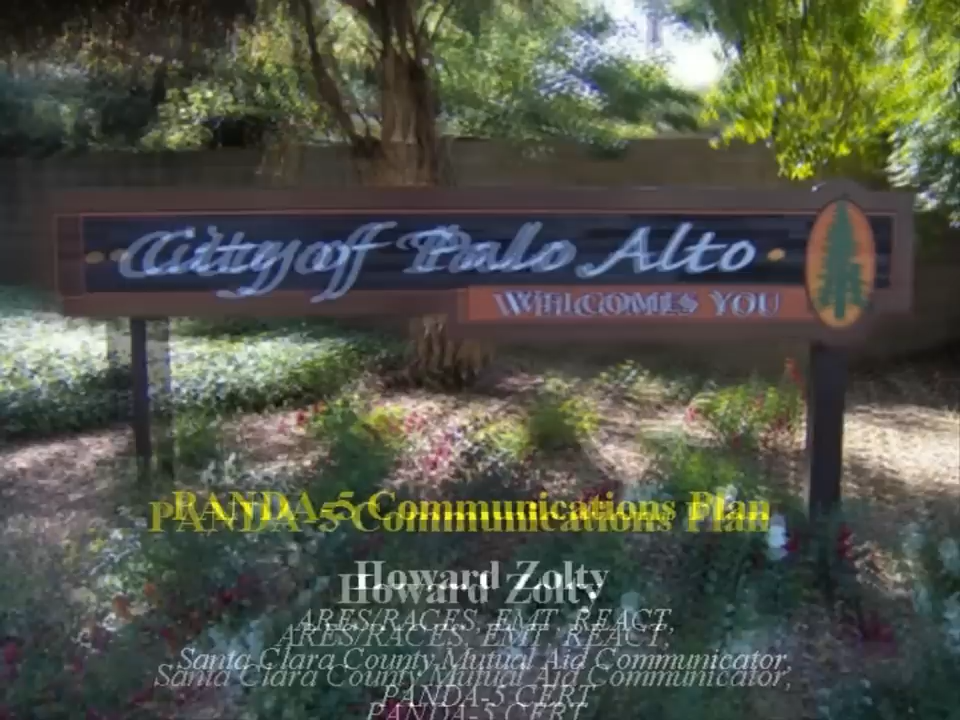 City of Palo Alto
WELCOMES YOU
PANDA-5 Communications Plan
Howard Zolty
ARES/RACES, EMT, REACT,
Santa Clara County Mutual Aid Communicator,
PANDA-5 CERT